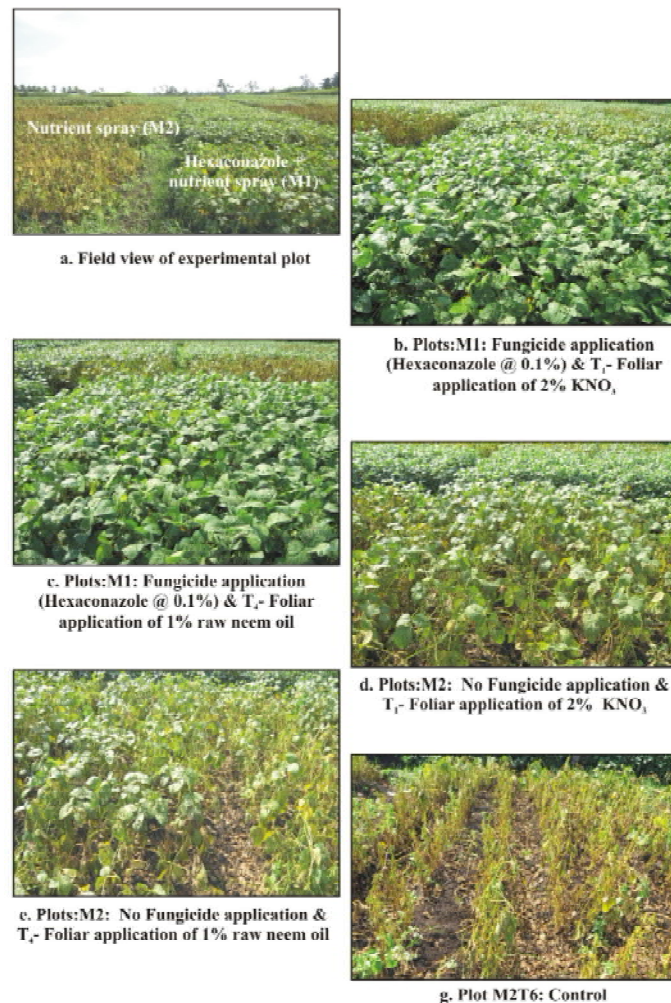 Nutrient spray (M2)
Hexaconazole +
nutrient spray (M1)
a. Field view of experimental plot
b. Plots:M1: Fungicide application
(Hexaconazole @ 0.1%) & T₁- Foliar
application of 2% KNO₃
c. Plots:M1: Fungicide application
(Hexaconazole @ 0.1%) & T₄- Foliar
application of 1% raw neem oil
d. Plots:M2: No Fungicide application &
T₁- Foliar application of 2% KNO₃
e. Plots:M2: No Fungicide application &
T₄- Foliar application of 1% raw neem oil
g. Plot M2T6: Control